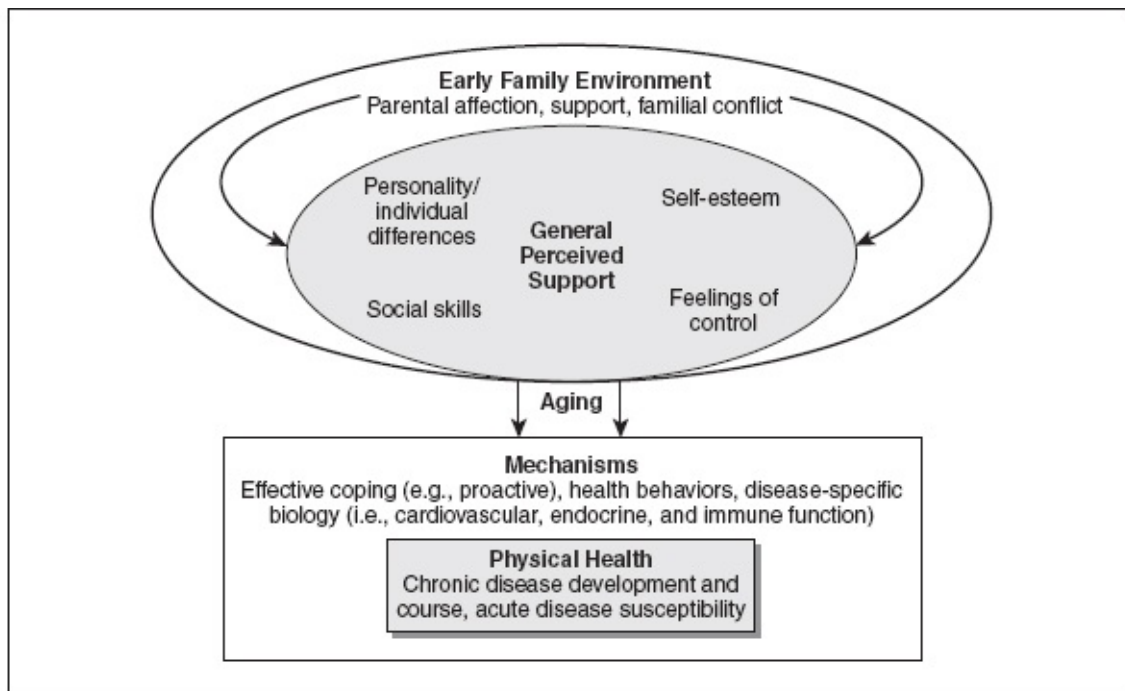 Early Family Environment
Parental affection, support, familial conflict
Personality/
individual
differences
Self-esteem
General
Perceived
Support
Social skills
Feelings of
control
Aging
Mechanisms
Effective coping (e.g., proactive), health behaviors, disease-specific
biology (i.e., cardiovascular, endocrine, and immune function)
Physical Health
Chronic disease development and
course, acute disease susceptibility